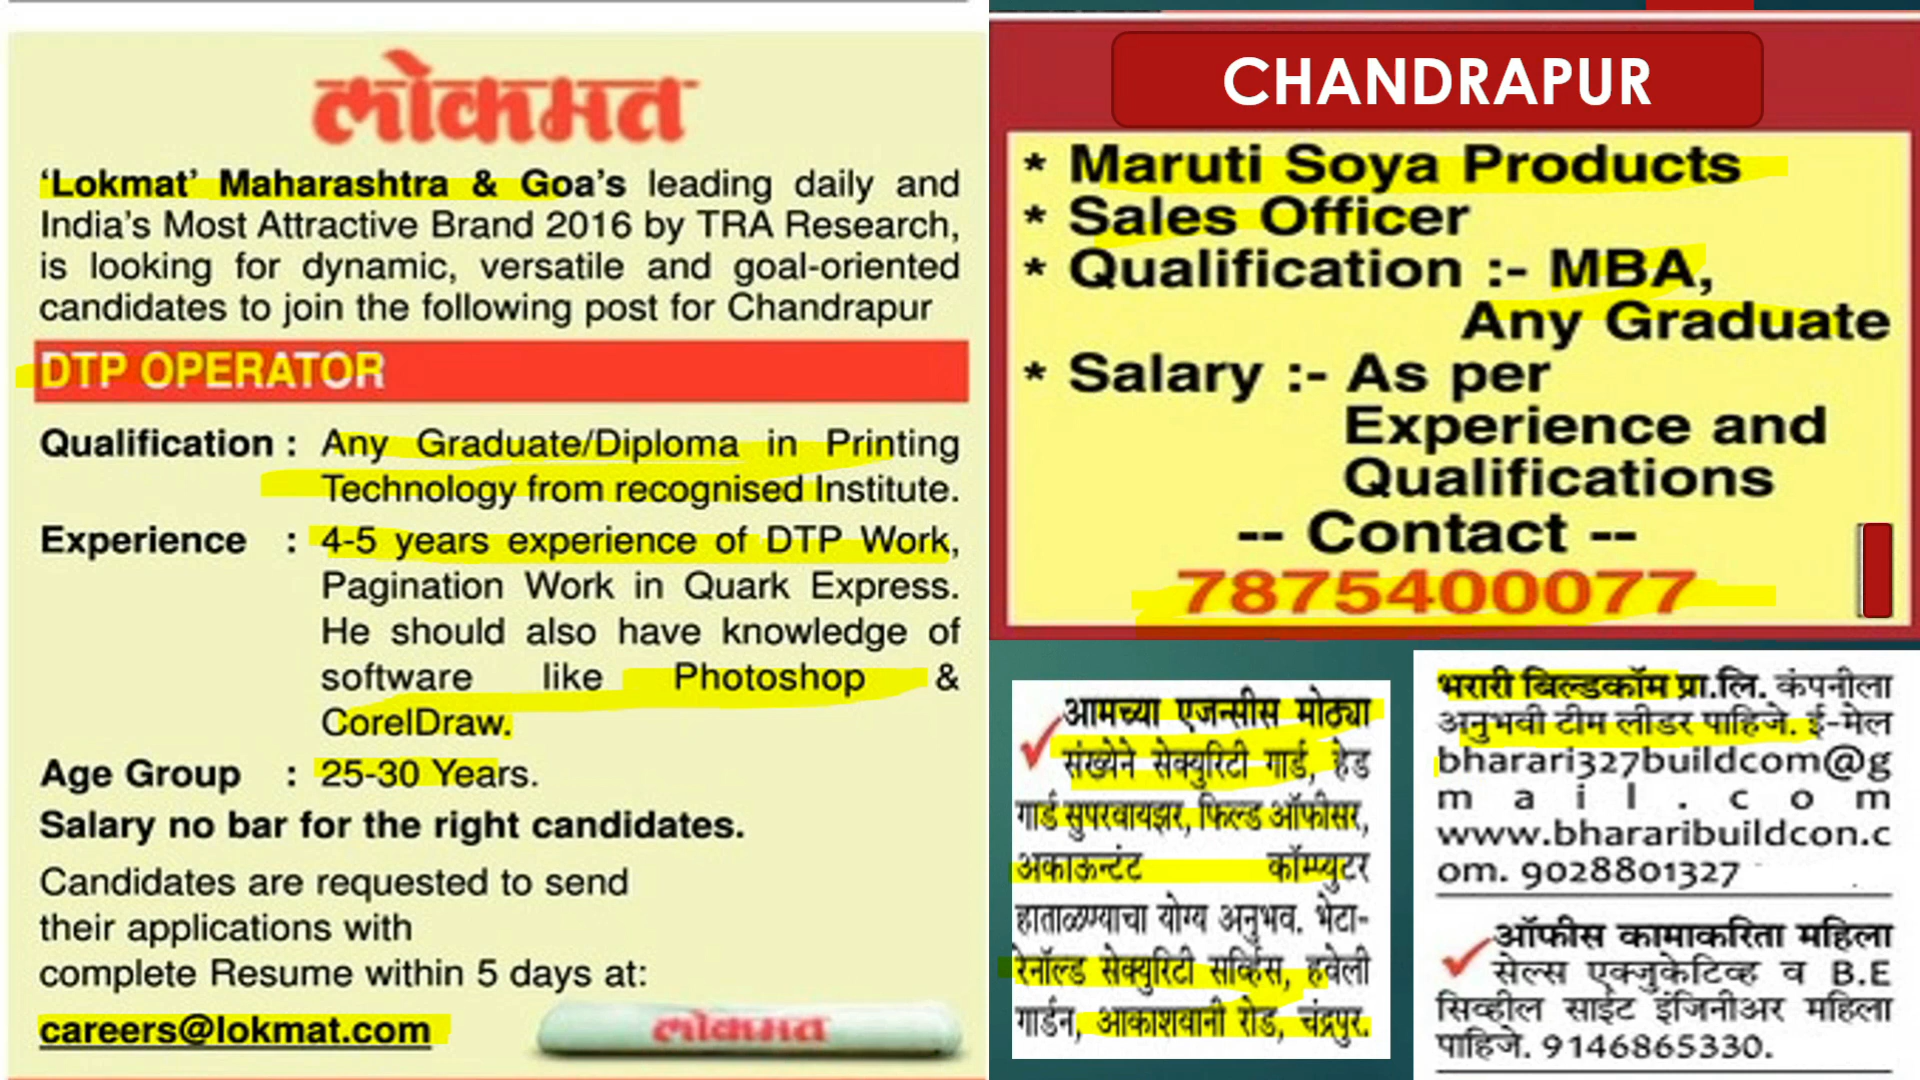 लोकमत
‘Lokmat’ Maharashtra & Goa’s leading daily and
India’s Most Attractive Brand 2016 by TRA Research,
is looking for dynamic, versatile and goal-oriented
candidates to join the following post for Chandrapur
DTP OPERATOR
Qualification : Any Graduate/Diploma in Printing
Technology from recognised Institute.
Experience : 4-5 years experience of DTP Work,
Pagination Work in Quark Express.
He should also have knowledge of
software like Photoshop &
CorelDraw.
Age Group : 25-30 Years.
Salary no bar for the right candidates.
Candidates are requested to send
their applications with
complete Resume within 5 days at:
careers@lokmat.com
लोकमत
CHANDRAPUR
* Maruti Soya Products
* Sales Officer
* Qualification :- MBA,
Any Graduate
* Salary :- As per
Experience and
Qualifications
-- Contact --
7875400077
आमच्या एजन्सीस मोठ्या
संख्येने सेक्युरिटी गार्ड, हेड
गार्ड सुपरवायझर, फिल्ड ऑफीसर,
अकाऊन्टंट कॉम्प्युटर
हाताळण्याचा योग्य अनुभव. भेटा-
रेनॉल्ड सेक्युरिटी सर्व्हिस, हवेली
गार्डन, आकाशवानी रोड, चंद्रपुर.
भरारी बिल्डकॉम प्रा.लि. कंपनीला
अनुभवी टीम लीडर पाहिजे. ई-मेल
bharari327buildcom@g
mail.com
www.bhararibuildcon.c
om. 9028801327
ऑफीस कामाकरिता महिला
सेल्स एक्जुकेटिव्ह व B.E
सिव्हील साईट इंजिनीअर महिला
पाहिजे. 9146865330.